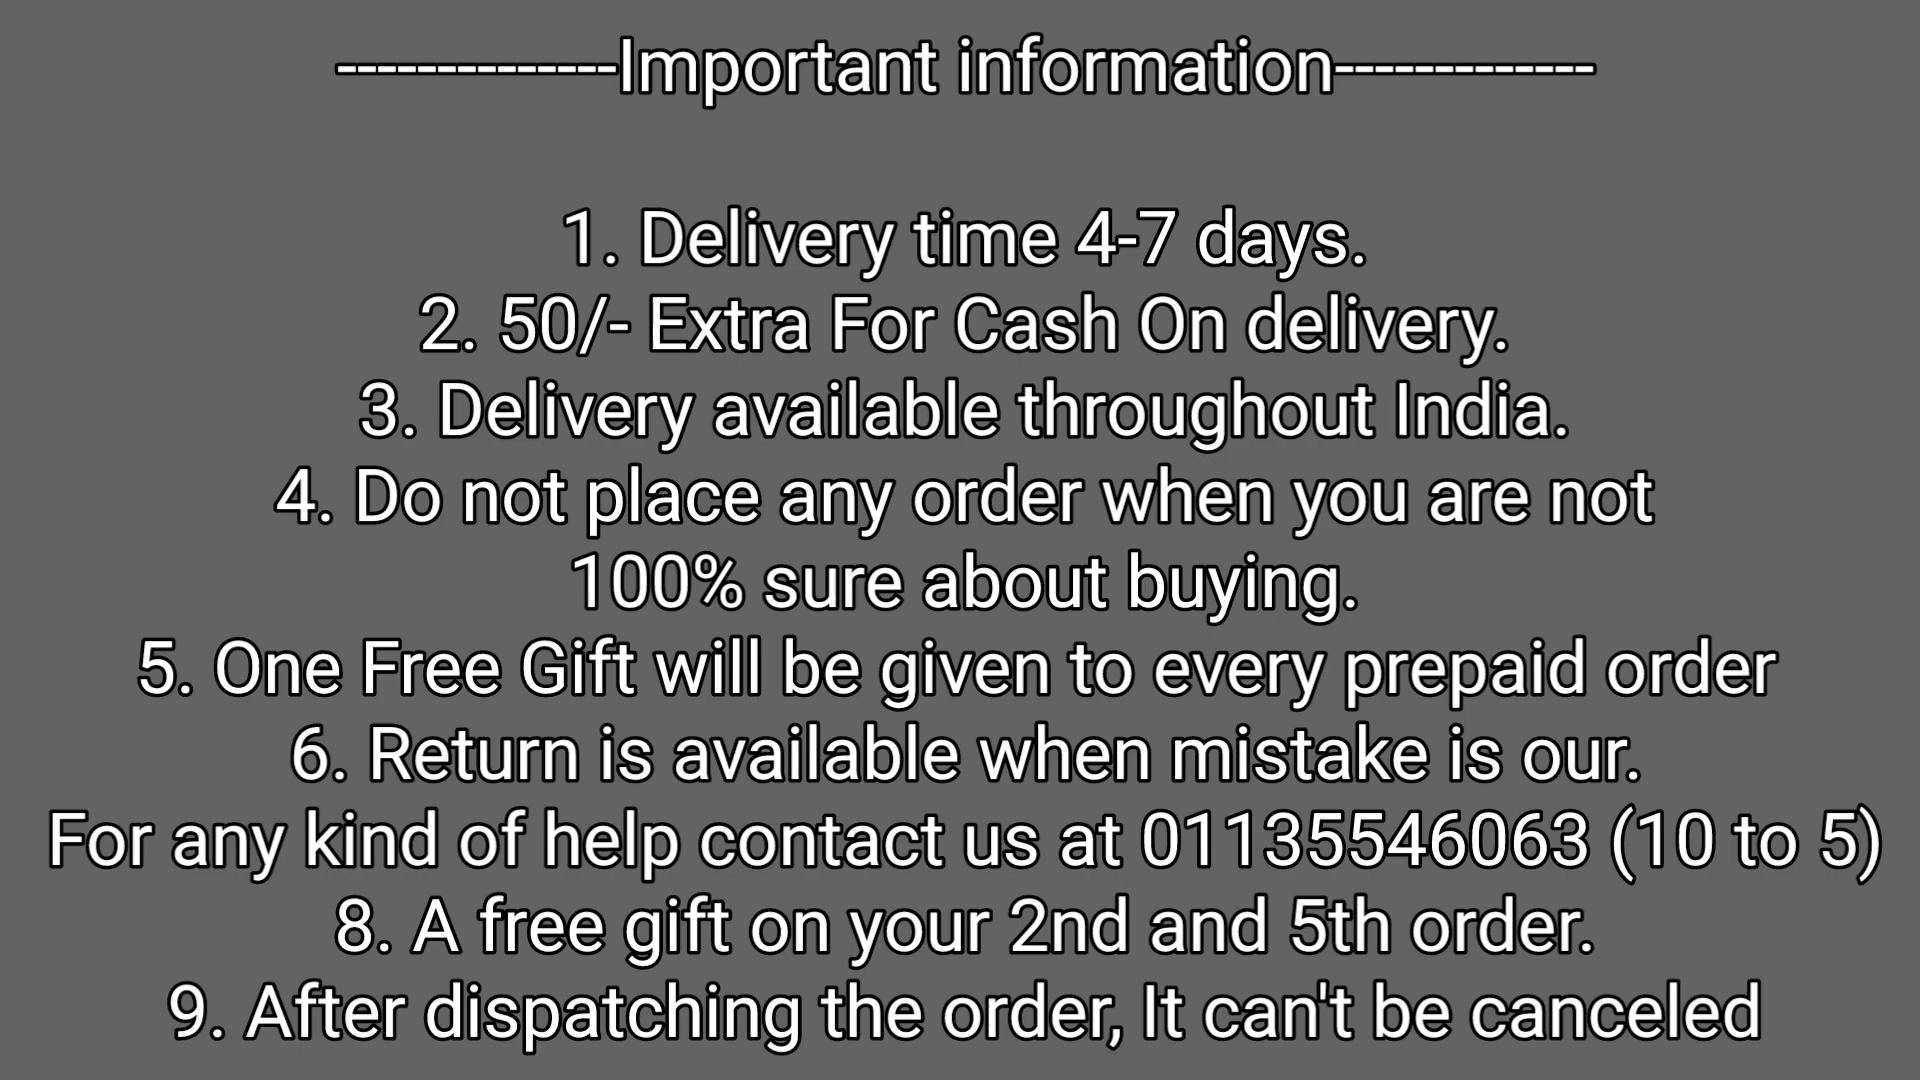 --------------Important information-------------
1. Delivery time 4-7 days.
2. 50/- Extra For Cash On delivery.
3. Delivery available throughout India.
4. Do not place any order when you are not
100% sure about buying.
5. One Free Gift will be given to every prepaid order
6. Return is available when mistake is our.
For any kind of help contact us at 01135546063 (10 to 5)
8. A free gift on your 2nd and 5th order.
9. After dispatching the order, It can't be canceled